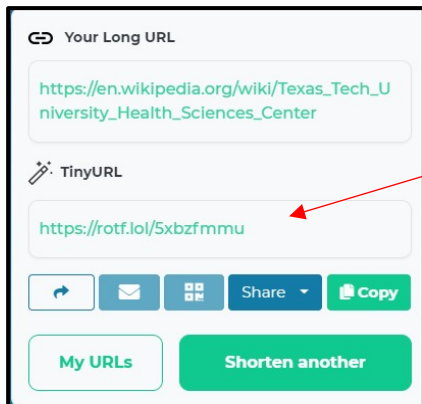 Your Long URL
https://en.wikipedia.org/wiki/Texas_Tech_U
niversity_Health_Sciences_Center
TinyURL
https://rotf.lol/5xbzfmmu
Share Copy
My URLs Shorten another